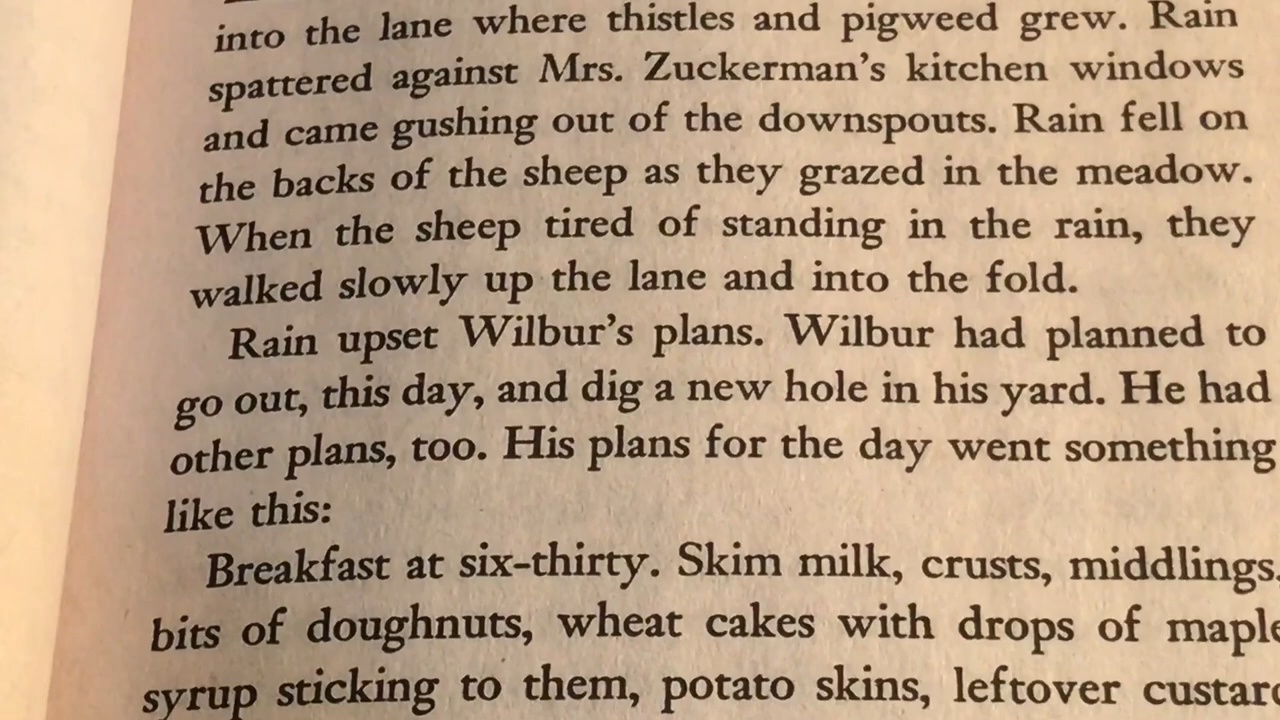 into the lane where thistles and pigweed grew. Rain
spattered against Mrs. Zuckerman's kitchen windows
and came gushing out of the downspouts. Rain fell on
the backs of the sheep as they grazed in the meadow.
When the sheep tired of standing in the rain, they
walked slowly up the lane and into the fold.
Rain upset Wilbur's plans. Wilbur had planned to
go out, this day, and dig a new hole in his yard. He had
other plans, too. His plans for the day went something
like this:
Breakfast at six-thirty. Skim milk, crusts, middlings,
bits of doughnuts, wheat cakes with drops of maple
syrup sticking to them, potato skins, leftover custard